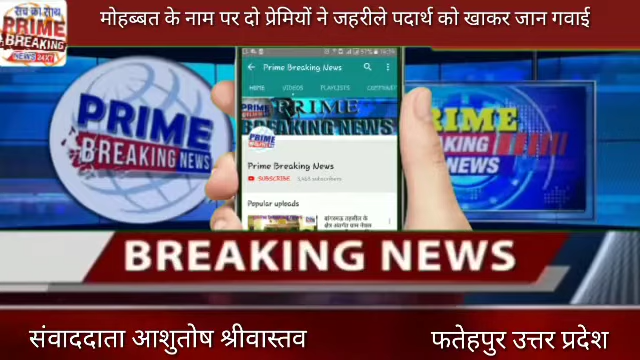 सच का साथ
PRIME
BREAKING
NEWS 24X7
मोहब्बत के नाम पर दो प्रेमियों ने जहरीले पदार्थ को खाकर जान गवाई
Prime Breaking News
HOME VIDEOS PLAYLISTS
PRIME
BREAKING NEWS
Prime Breaking News
SUBSCRIBE
Popular uploads
PRIME
BREAKING NEWS
RIME
KING
NEWS
BREAKING NEWS
संवाददाता आशुतोष श्रीवास्तव
फतेहपुर उत्तर प्रदेश